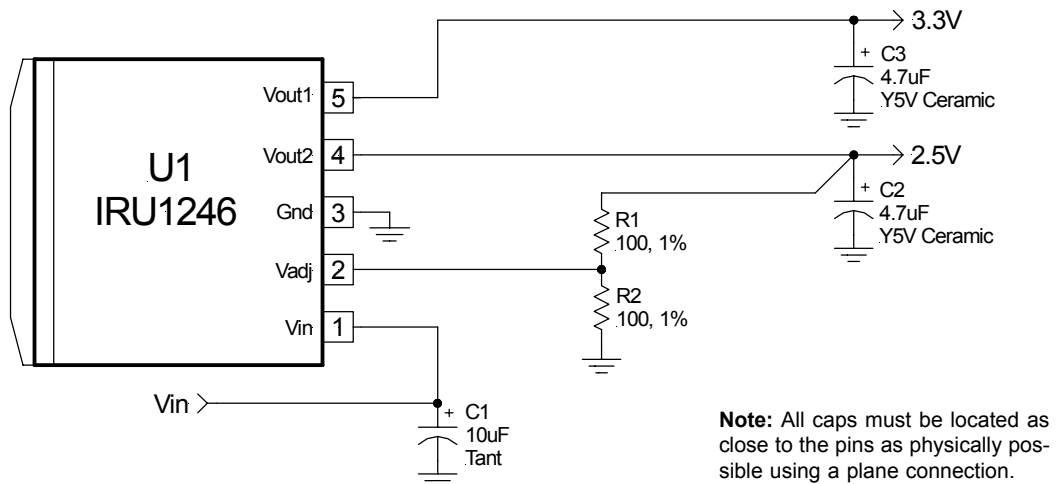 3.3V
C3
+
4.7uF
Y5V Ceramic
Vout1 5
U1
IRU1246
Vout2 4
2.5V
C2
+
4.7uF
Y5V Ceramic
Gnd 3
R1
100, 1%
Vadj 2
R2
100, 1%
Vin 1
Vin
+ C1
10uF
Tant
Note: All caps must be located as
close to the pins as physically pos-
sible using a plane connection.